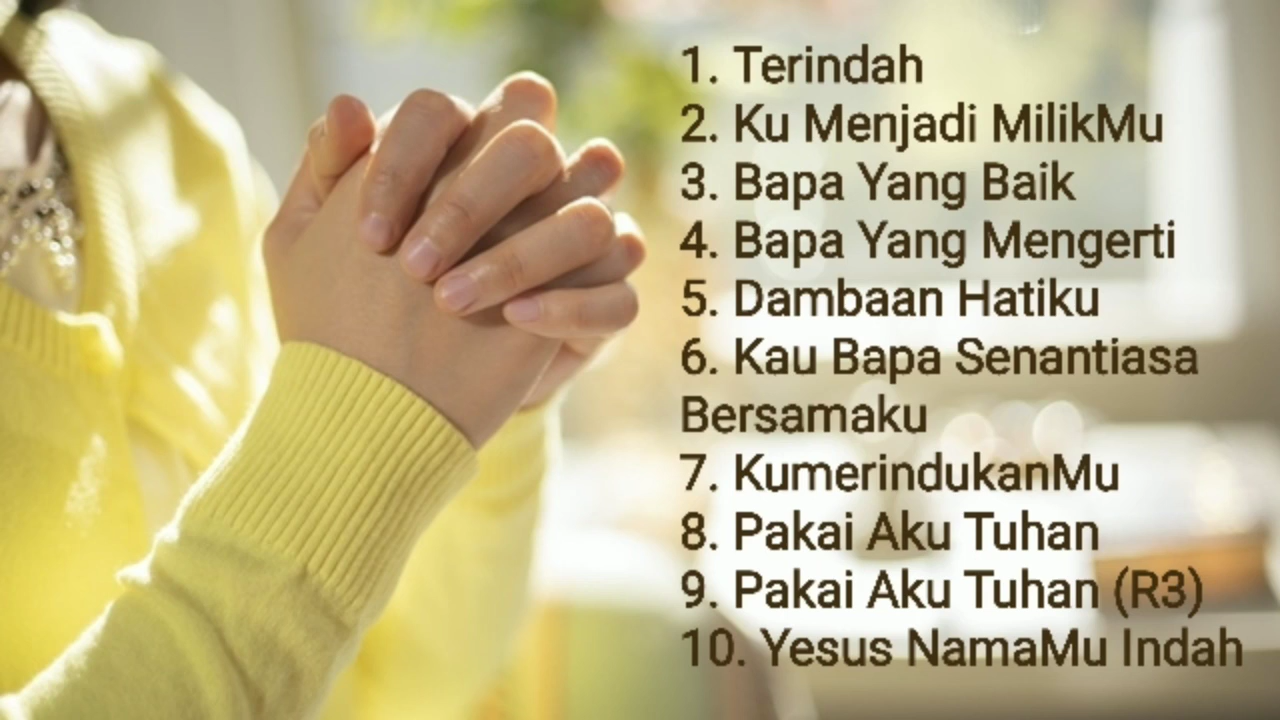 1. Terindah
2. Ku Menjadi MilikMu
3. Bapa Yang Baik
4. Bapa Yang Mengerti
5. Dambaan Hatiku
6. Kau Bapa Senantiasa
Bersamaku
7. KumerindukanMu
8. Pakai Aku Tuhan
9. Pakai Aku Tuhan (R3)
10. Yesus NamaMu Indah